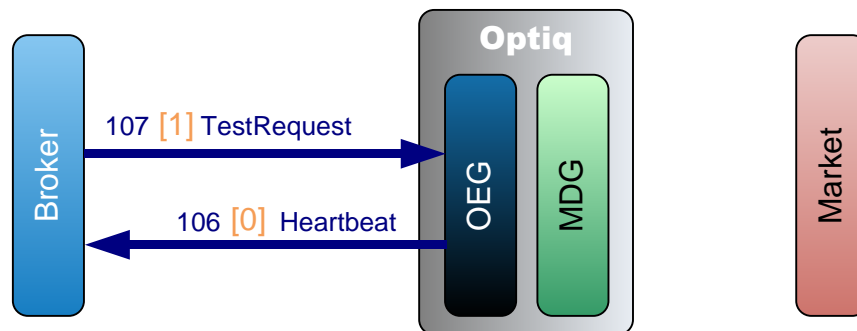 Optiq
Broker
107 [1] TestRequest
106 [0] Heartbeat
OEG
MDG
Market